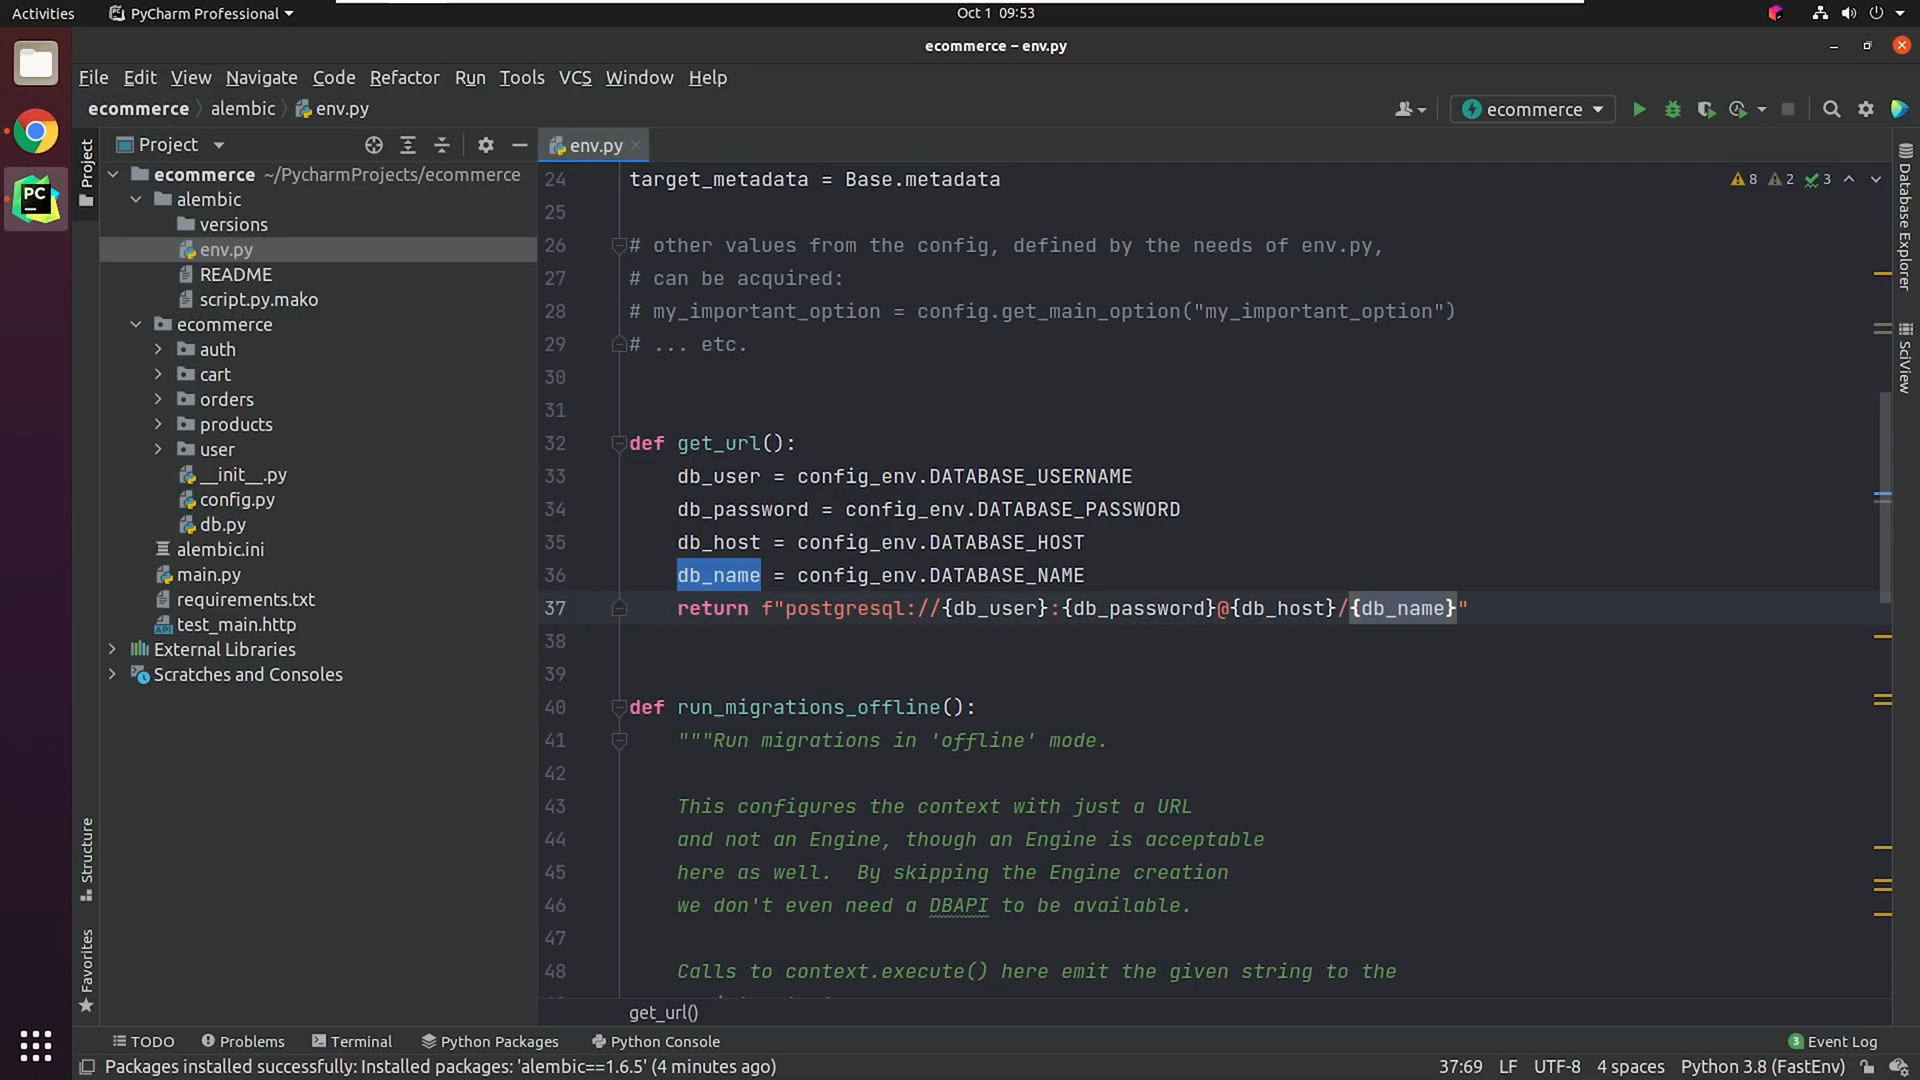 Activities PyCharm Professional Oct 1 09:53
ecommerce – env.py
File Edit View Navigate Code Refactor Run Tools VCS Window Help
ecommerce alembic env.py ecommerce
Project env.py
Project
ecommerce ~/PycharmProjects/ecommerce
alembic
versions
env.py
README
script.py.mako
ecommerce
auth
cart
orders
products
user
__init__.py
config.py
db.py
alembic.ini
main.py
requirements.txt
test_main.http
External Libraries
Scratches and Consoles
Structure
Favorites
24 target_metadata = Base.metadata
8 2 3
25
26 # other values from the config, defined by the needs of env.py,
27 # can be acquired:
28 # my_important_option = config.get_main_option("my_important_option")
29 # ... etc.
30
31
32 def get_url():
33 db_user = config_env.DATABASE_USERNAME
34 db_password = config_env.DATABASE_PASSWORD
35 db_host = config_env.DATABASE_HOST
36 db_name = config_env.DATABASE_NAME
37 return f"postgresql://{db_user}:{db_password}@{db_host}/{db_name}"
38
39
40 def run_migrations_offline():
41 """Run migrations in 'offline' mode.
42
43 This configures the context with just a URL
44 and not an Engine, though an Engine is acceptable
45 here as well.  By skipping the Engine creation
46 we don't even need a DBAPI to be available.
47
48 Calls to context.execute() here emit the given string to the
get_url()
Database Explorer
SciView
TODO Problems Terminal Python Packages Python Console 3 Event Log
Packages installed successfully: Installed packages: 'alembic==1.6.5' (4 minutes ago) 37:69 LF UTF-8 4 spaces Python 3.8 (FastEnv)